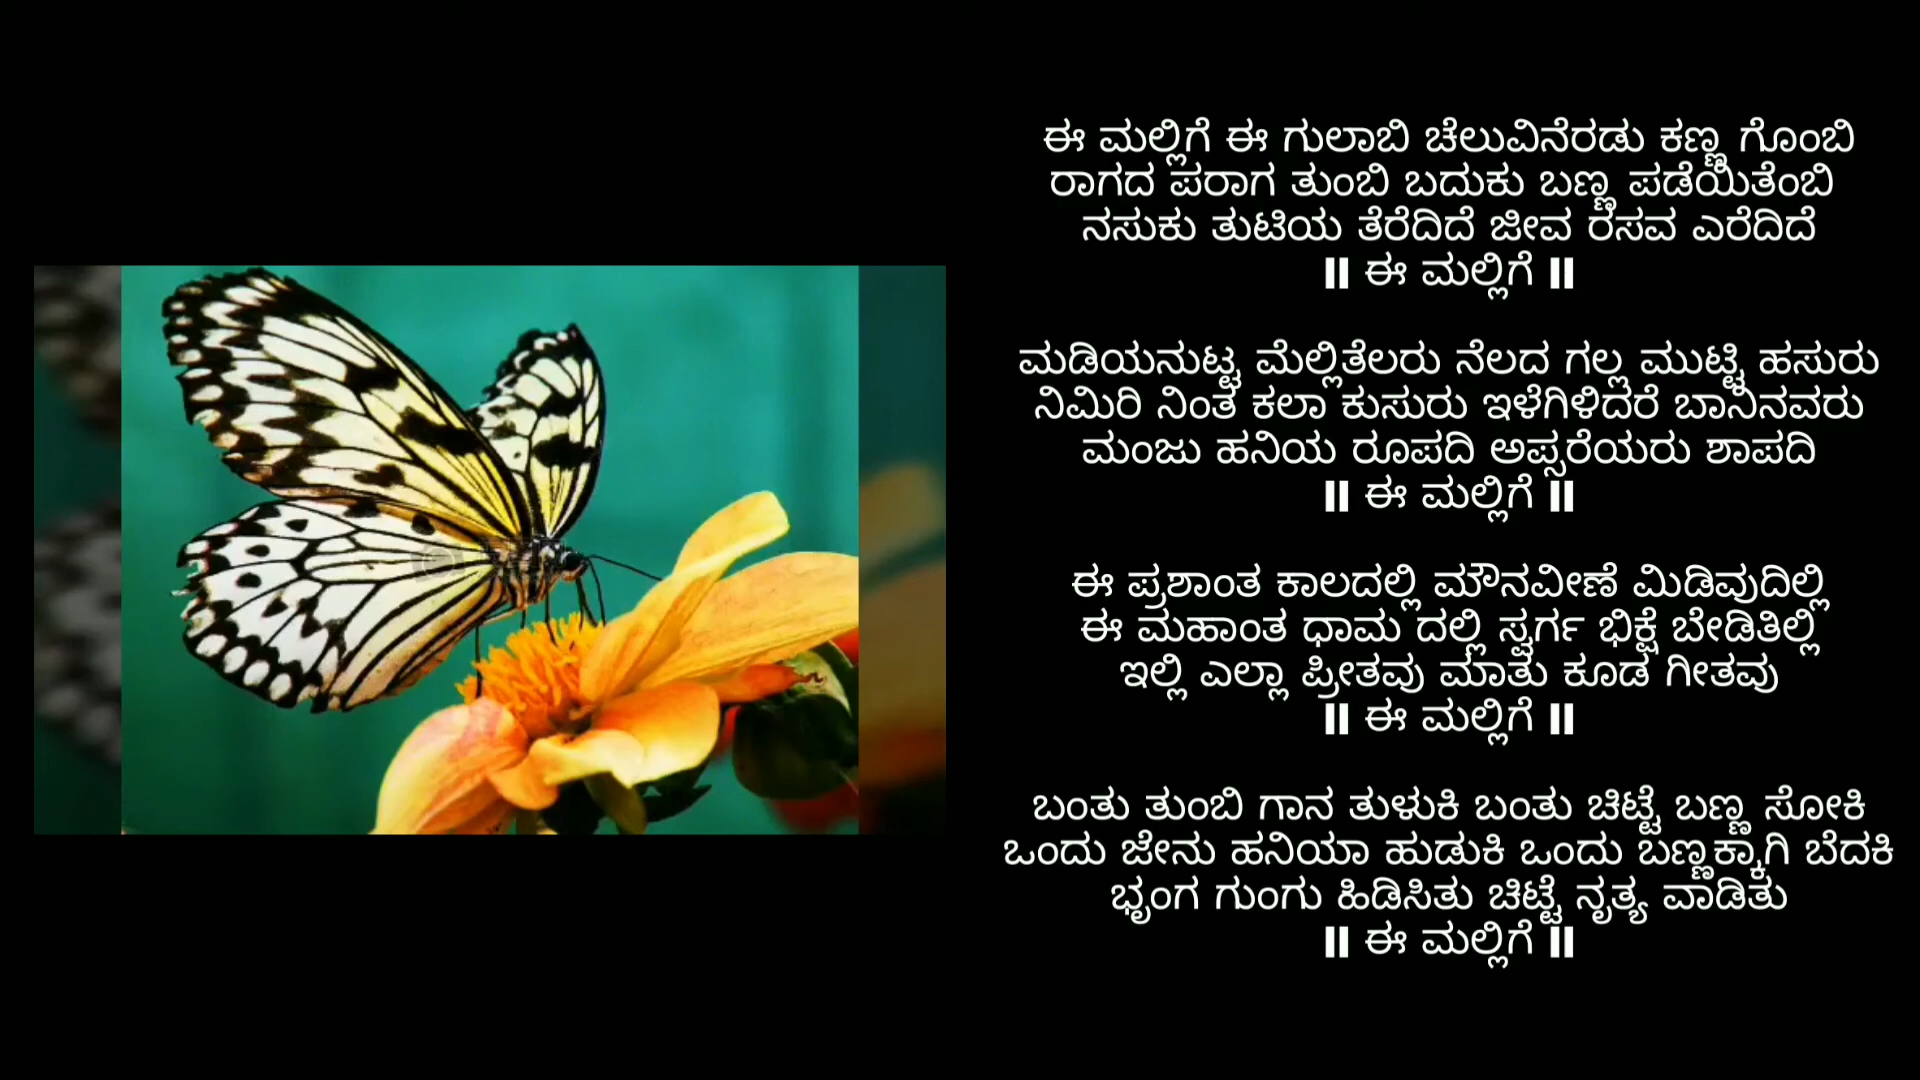 ಈ ಮಲ್ಲಿಗೆ ಈ ಗುಲಾಬಿ ಚೆಲುವಿನೆರಡು ಕಣ್ಣ ಗೊಂಬಿ
ರಾಗದ ಪರಾಗ ತುಂಬಿ ಬದುಕು ಬಣ್ಣ ಪಡೆಯಿತೆಂಬಿ
ನಸುಕು ತುಟಿಯ ತೆರೆದಿದೆ ಜೀವ ರಸವ ಎರೆದಿದೆ
|| ಈ ಮಲ್ಲಿಗೆ ||
ಮಡಿಯನುಟ್ಟ ಮೆಲ್ಲಿತೆಲರು ನೆಲದ ಗಲ್ಲ ಮುಟ್ಟಿ ಹಸುರು
ನಿಮಿರಿ ನಿಂತ ಕಲಾ ಕುಸುರು ಇಳೆಗಿಳಿದರೆ ಬಾನಿನವರು
ಮಂಜು ಹನಿಯ ರೂಪದಿ ಅಪ್ಸರೆಯರು ಶಾಪದಿ
|| ಈ ಮಲ್ಲಿಗೆ ||
ಈ ಪ್ರಶಾಂತ ಕಾಲದಲ್ಲಿ ಮೌನವೀಣೆ ಮಿಡಿವುದಿಲ್ಲಿ
ಈ ಮಹಾಂತ ಧಾಮ ದಲ್ಲಿ ಸ್ವರ್ಗ ಭಿಕ್ಷೆ ಬೇಡಿತಿಲ್ಲಿ
ಇಲ್ಲಿ ಎಲ್ಲಾ ಪ್ರೀತವು ಮಾತು ಕೂಡ ಗೀತವು
|| ಈ ಮಲ್ಲಿಗೆ ||
ಬಂತು ತುಂಬಿ ಗಾನ ತುಳುಕಿ ಬಂತು ಚಿಟ್ಟೆ ಬಣ್ಣ ಸೋಕಿ
ಒಂದು ಜೇನು ಹನಿಯಾ ಹುಡುಕಿ ಒಂದು ಬಣ್ಣಕ್ಕಾಗಿ ಬೆದಕಿ
ಭೃಂಗ ಗುಂಗು ಹಿಡಿಸಿತು ಚಿಟ್ಟೆ ನೃತ್ಯ ವಾಡಿತು
|| ಈ ಮಲ್ಲಿಗೆ ||